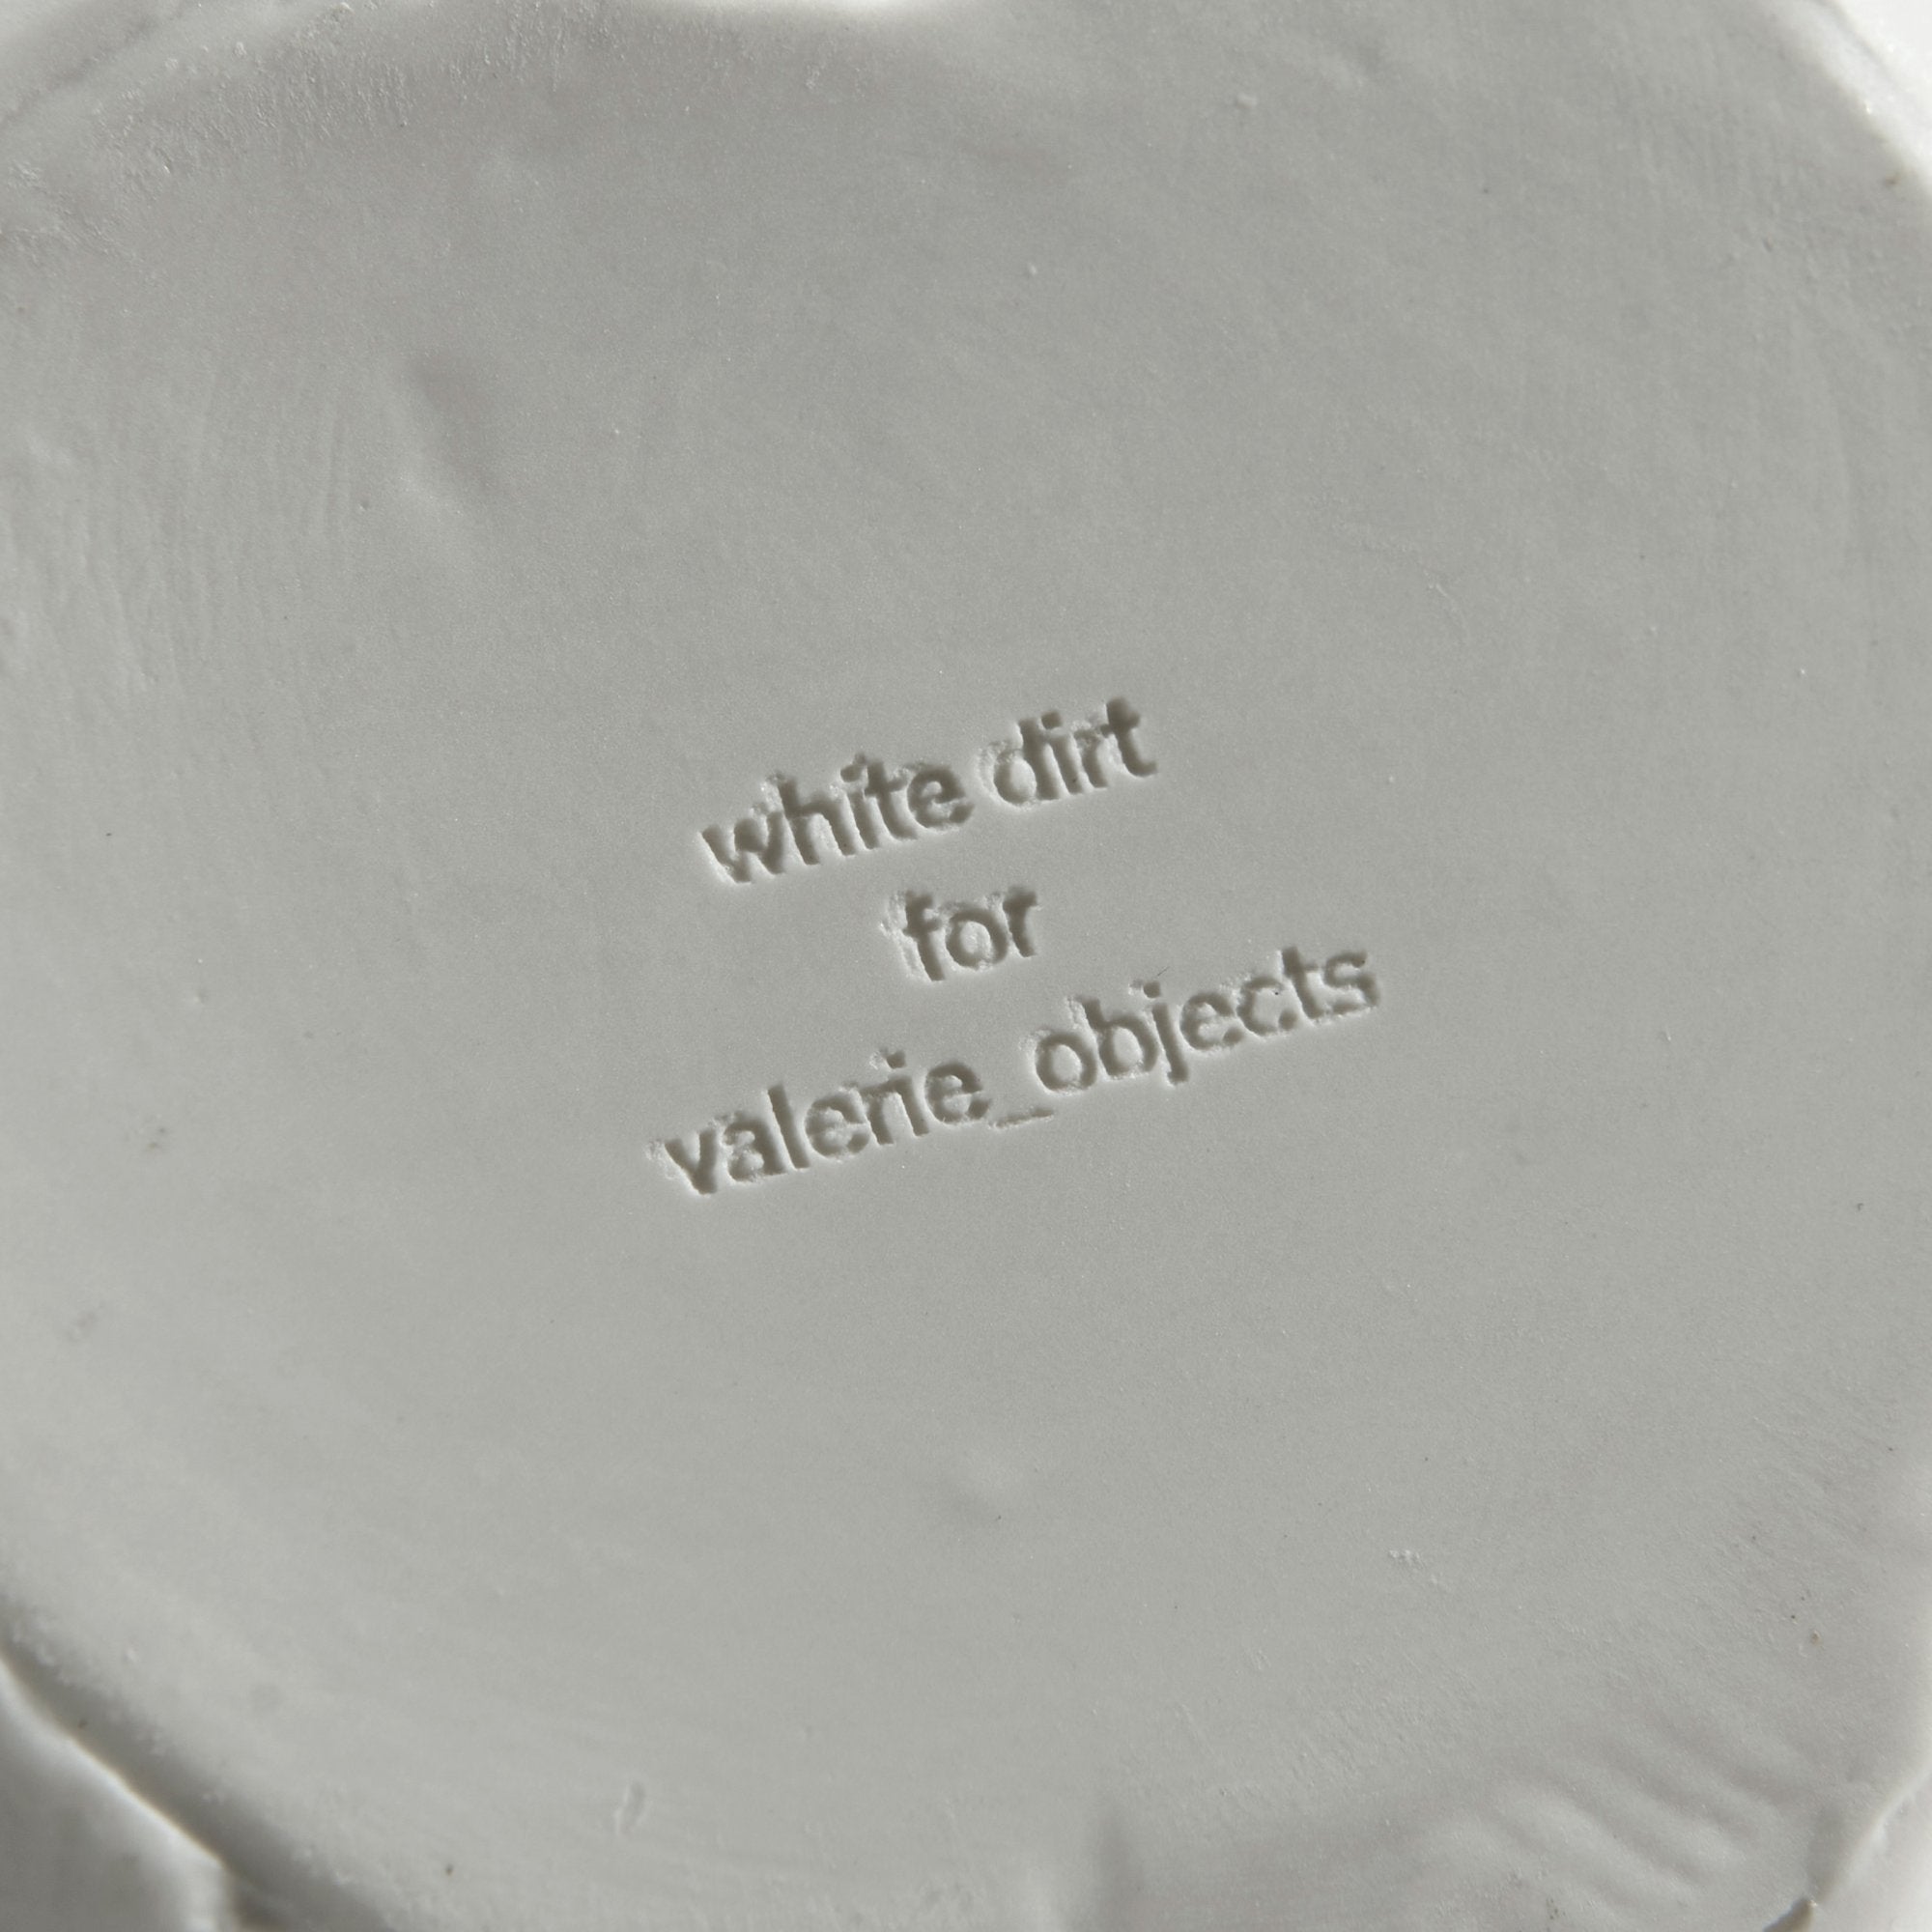 white dirt
for
valerie_objects